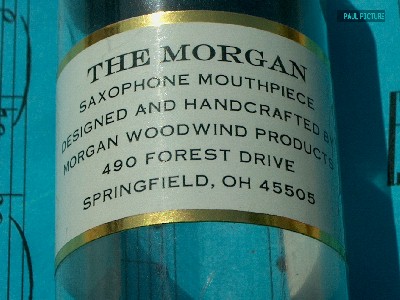 PAUL PICTURE
THE MORGAN
SAXOPHONE MOUTHPIECE
DESIGNED AND HANDCRAFTED BY
MORGAN WOODWIND PRODUCTS
490 FOREST DRIVE
SPRINGFIELD, OH 45505